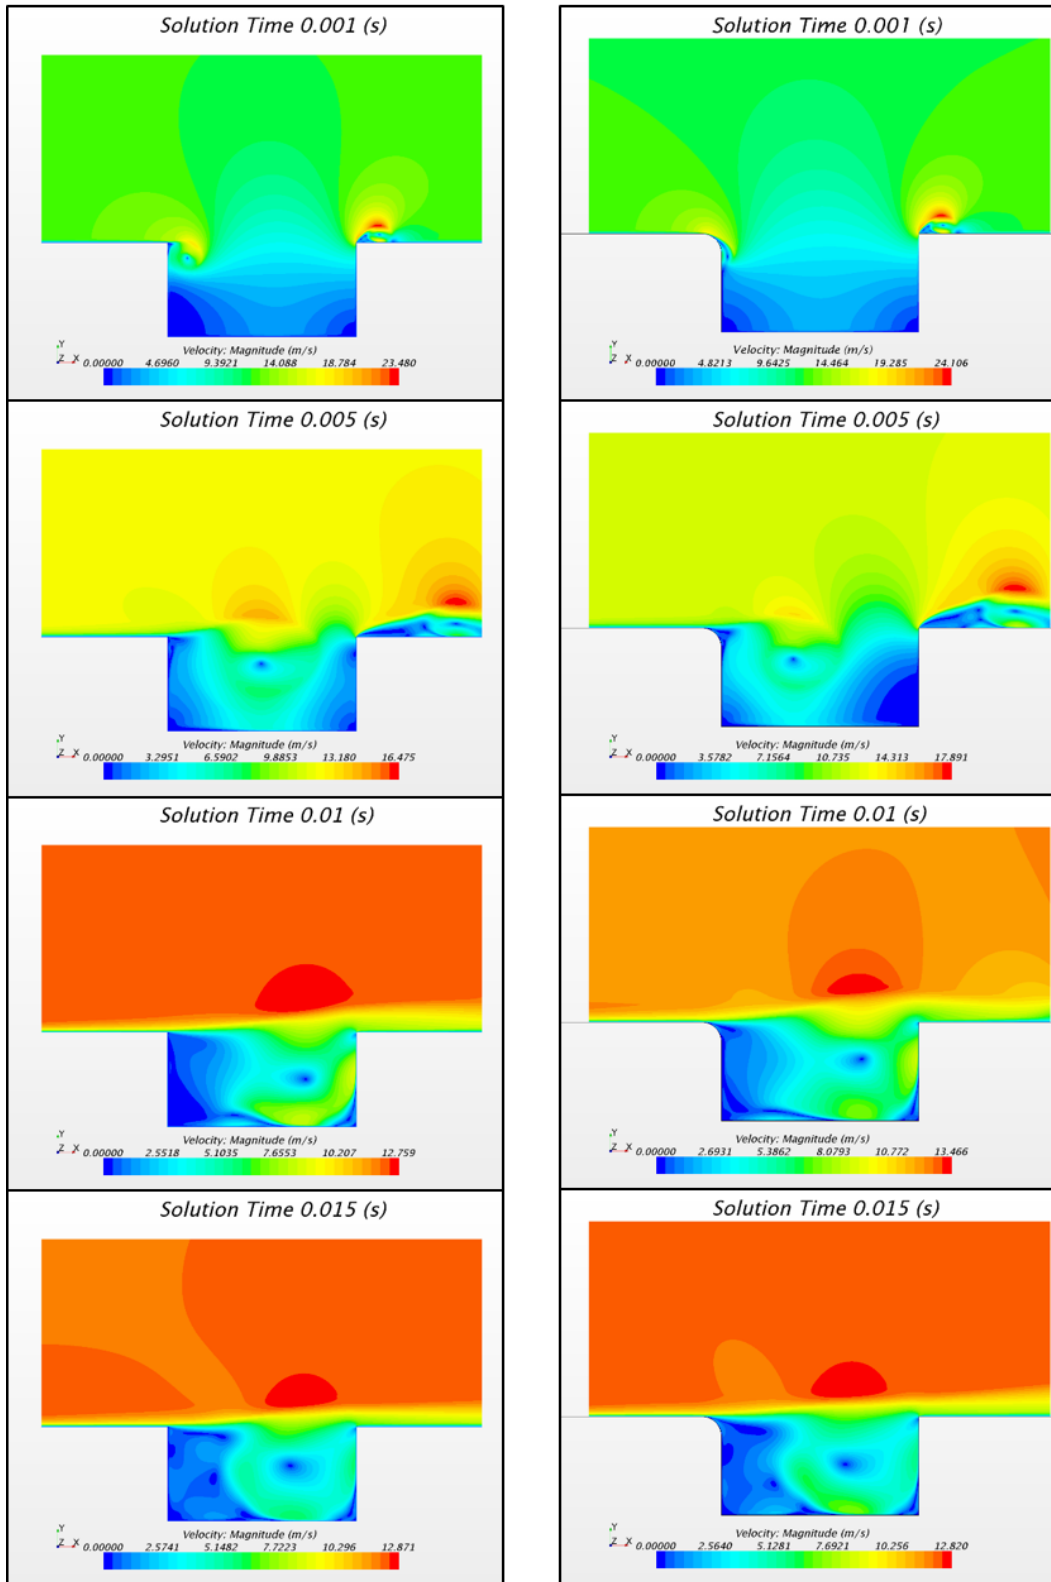 Solution Time 0.001 (s)
Y
Z X
Velocity: Magnitude (m/s)
0.00000 4.6960 9.3921 14.088 18.784 23.480
Solution Time 0.001 (s)
Y
Z X
Velocity: Magnitude (m/s)
0.00000 4.8213 9.6425 14.464 19.285 24.106
Solution Time 0.005 (s)
Y
Z X
Velocity: Magnitude (m/s)
0.00000 3.2951 6.5902 9.8853 13.180 16.475
Solution Time 0.005 (s)
Y
Z X
Velocity: Magnitude (m/s)
0.00000 3.5782 7.1564 10.735 14.313 17.891
Solution Time 0.01 (s)
Y
Z X
Velocity: Magnitude (m/s)
0.00000 2.5518 5.1035 7.6553 10.207 12.759
Solution Time 0.01 (s)
Y
Z X
Velocity: Magnitude (m/s)
0.00000 2.6931 5.3862 8.0793 10.772 13.466
Solution Time 0.015 (s)
Y
Z X
Velocity: Magnitude (m/s)
0.00000 2.5741 5.1482 7.7223 10.296 12.871
Solution Time 0.015 (s)
Y
Z X
Velocity: Magnitude (m/s)
0.00000 2.5640 5.1281 7.6921 10.256 12.820